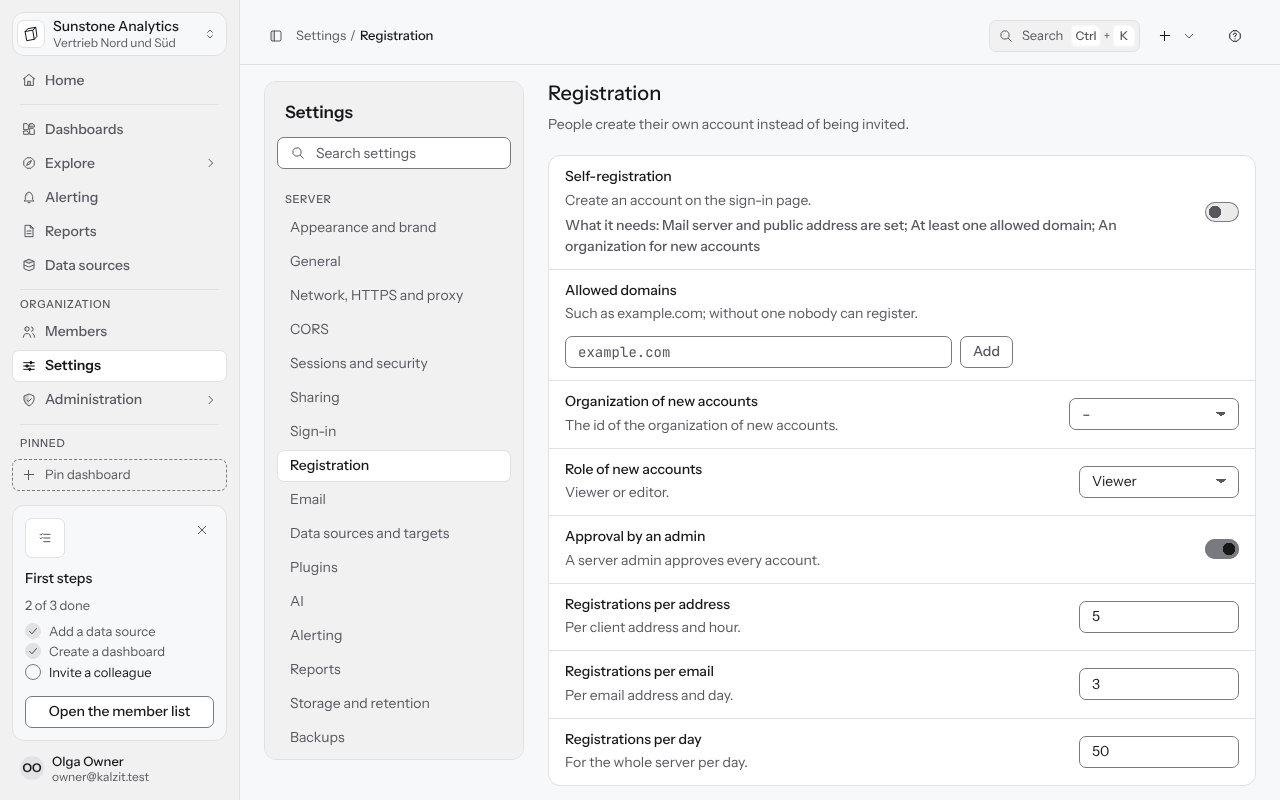 Sunstone Analytics
Vertrieb Nord und Süd
Home
Dashboards
Explore
Alerting
Reports
Data sources
ORGANIZATION
Members
Settings
Administration
PINNED
Pin dashboard
First steps
2 of 3 done
Add a data source
Create a dashboard
Invite a colleague
Open the member list
OO
Olga Owner
owner@kalzit.test
Settings / Registration
Search Ctrl + K
Settings
Search settings
SERVER
Appearance and brand
General
Network, HTTPS and proxy
CORS
Sessions and security
Sharing
Sign-in
Registration
Email
Data sources and targets
Plugins
AI
Alerting
Reports
Storage and retention
Backups
Registration
People create their own account instead of being invited.
Self-registration
Create an account on the sign-in page.
What it needs: Mail server and public address are set; At least one allowed domain; An
organization for new accounts
Allowed domains
Such as example.com; without one nobody can register.
example.com
Add
Organization of new accounts
The id of the organization of new accounts.
–
Role of new accounts
Viewer or editor.
Viewer
Approval by an admin
A server admin approves every account.
Registrations per address
Per client address and hour.
5
Registrations per email
Per email address and day.
3
Registrations per day
For the whole server per day.
50